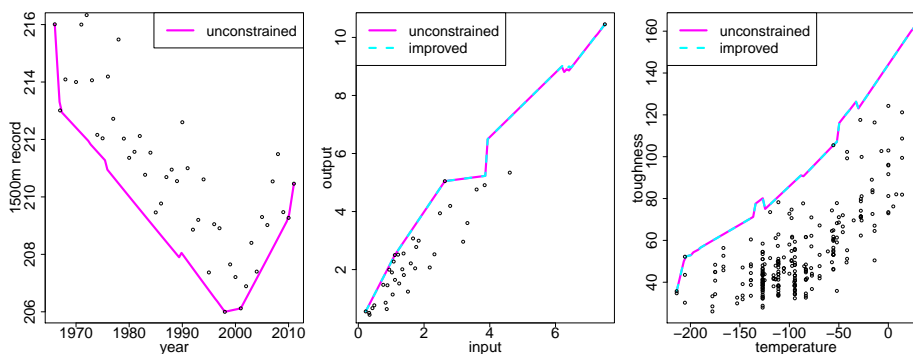 unconstrained
216
214
212
210
208
206
1500m record
1970
1980
1990
2000
2010
year
unconstrained
improved
10
8
6
4
2
output
0
2
4
6
input
unconstrained
improved
160
140
120
100
80
60
40
toughness
−200
−150
−100
−50
0
temperature